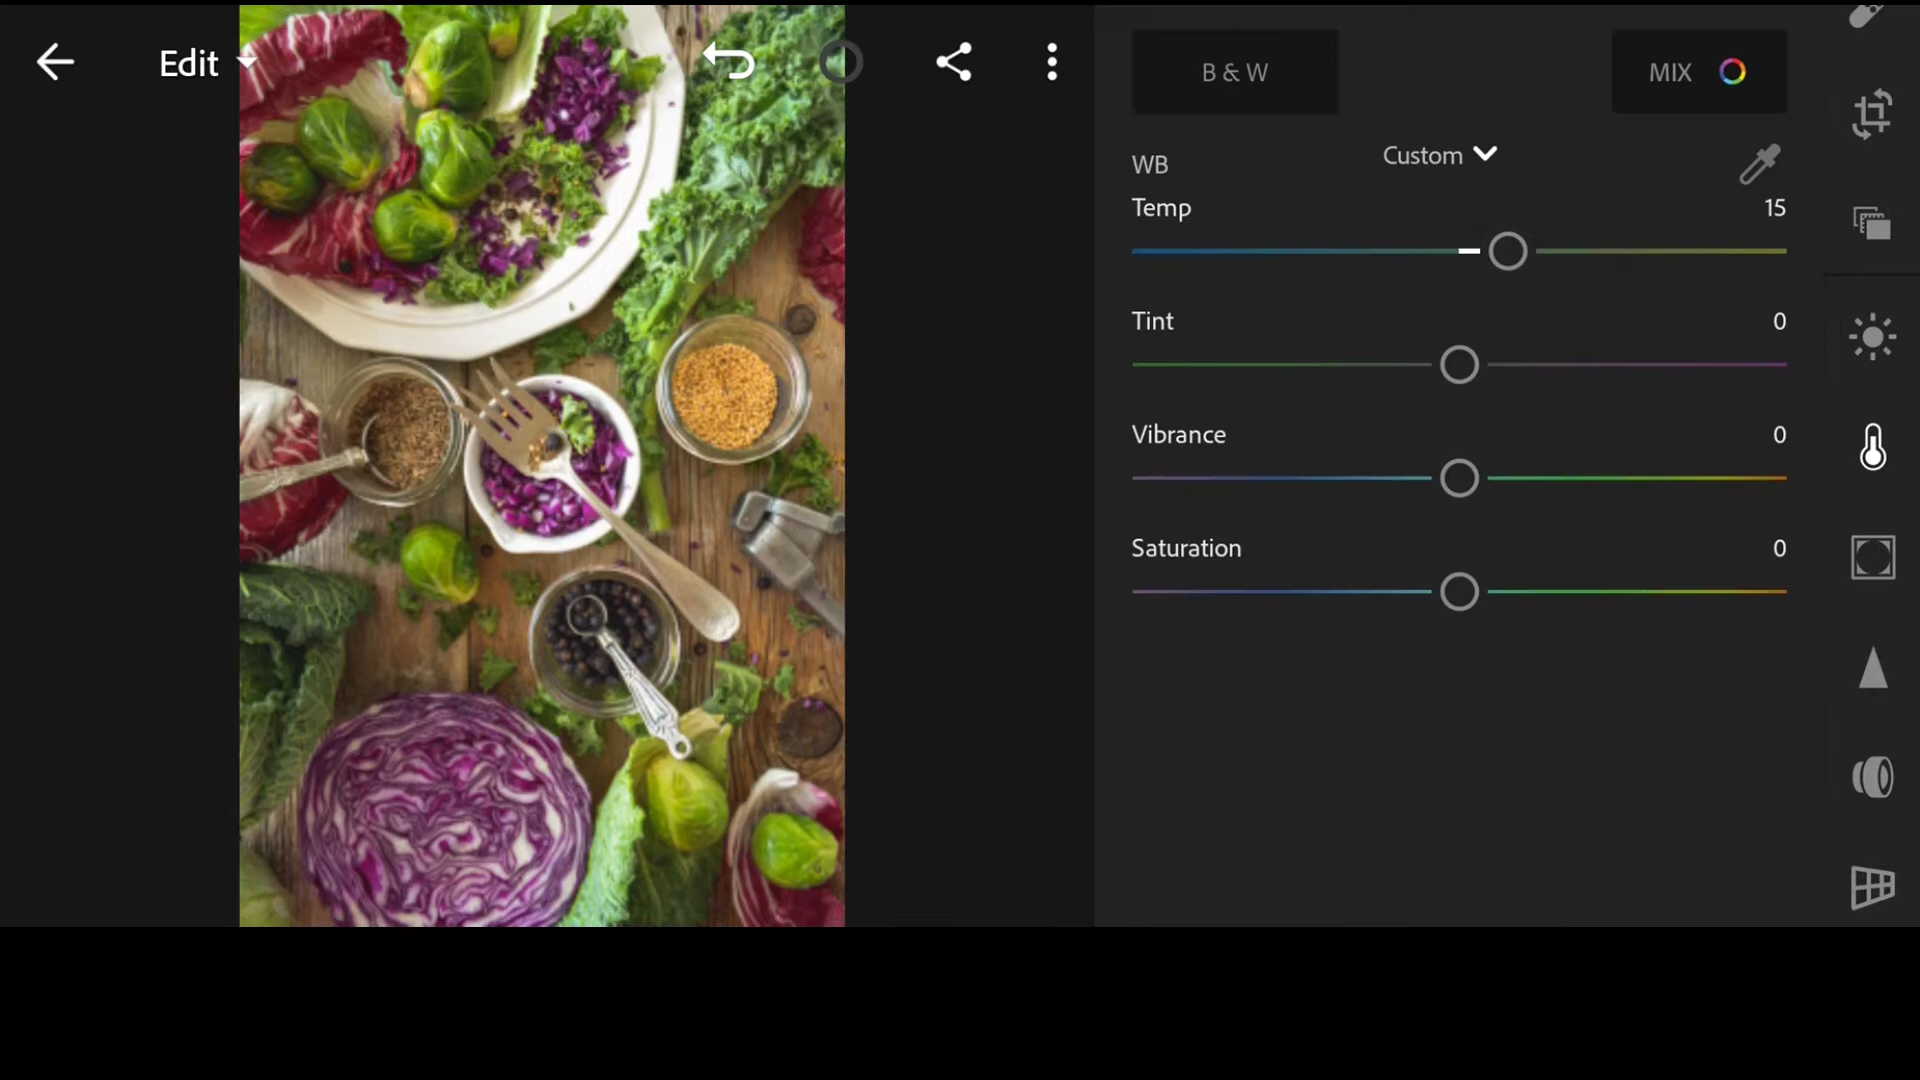 Edit
B & W
MIX
WB
Custom
Temp
15
Tint
0
Vibrance
0
Saturation
0